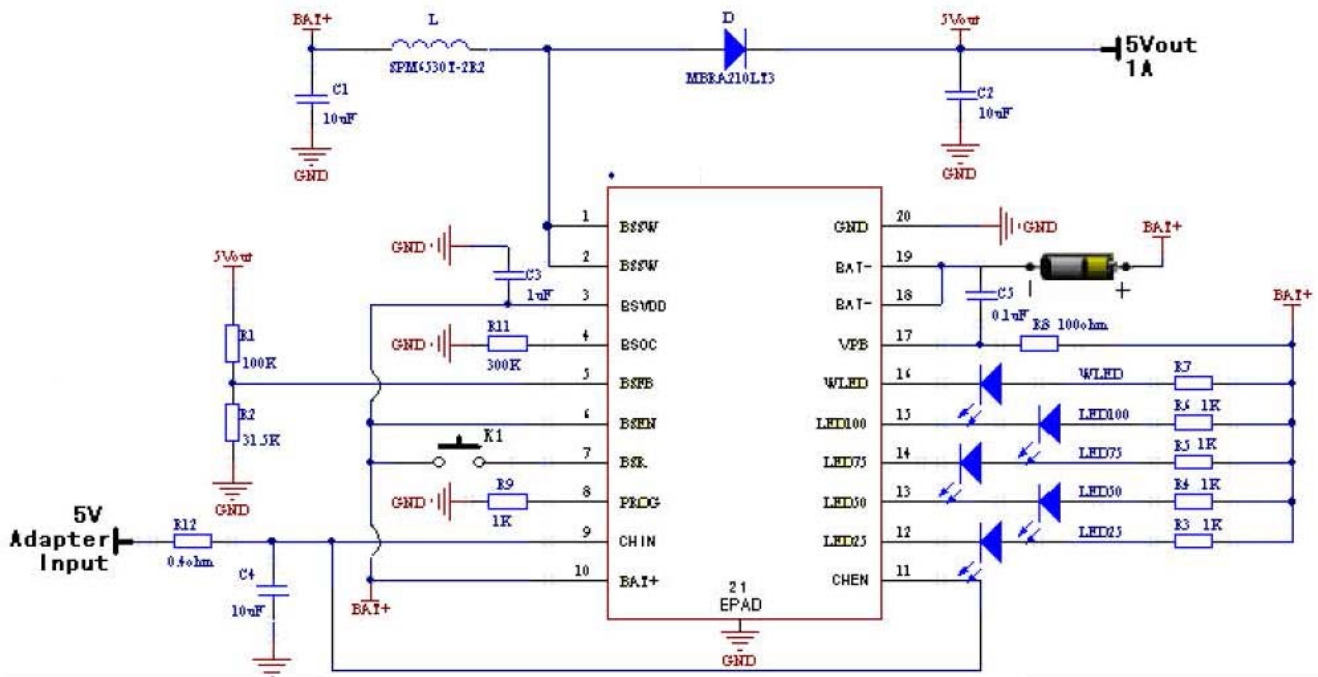 BAT+
L
SPM6530T-2R2
C1
10uF
GND
D
MBRA210LT3
5Vout
C2
10uF
GND
5Vout
1A
5Vout
R1
100K
R2
31.5K
GND
GND
C3
1uF
GND
R11
300K
K1
GND
R9
1K
5V
Adapter
Input
R12
0.4ohm
C4
10uF
BAT+
1 BSSW
2 BSSW
3 BSVDD
4 BSOC
5 BSFB
6 BSEN
7 BSK
8 PROG
9 CHIN
10 BAT+
GND 20
BAT- 19
BAT- 18
VPB 17
WLED 16
LED100 15
LED75 14
LED50 13
LED25 12
CHEN 11
21
EPAD
GND
GND
BAT+
- +
C5
0.1uF
R8 100ohm
BAT+
WLED R7
LED100 R6 1K
LED75 R5 1K
LED50 R4 1K
LED25 R3 1K